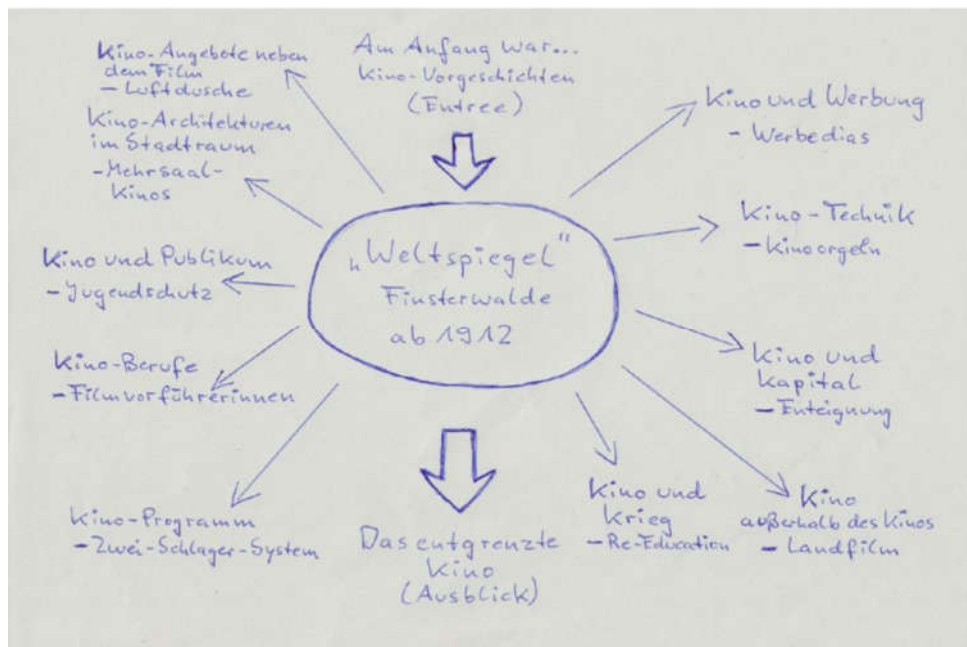 Kino-Angebote neben
dem Film
- Luftdusche
Kino-Architekturen
im Stadtraum
- Mehrsaal-
Kinos
Kino und Publikum
- Jugendschutz
Kino-Berufe
- Filmvorführerinnen
Kino-Programm
- Zwei-Schlager-System
Am Anfang war...
Kino-Vorgeschichten
(Entree)
„Weltspiegel“
Finsterwalde
ab 1912
Das entgrenzte
Kino
(Ausblick)
Kino und Werbung
- Werbedias
Kino-Technik
- Kinoorgeln
Kino und
Kapital
- Enteignung
Kino und
Krieg
- Re-Education
Kino
außerhalb des Kinos
- Landfilm